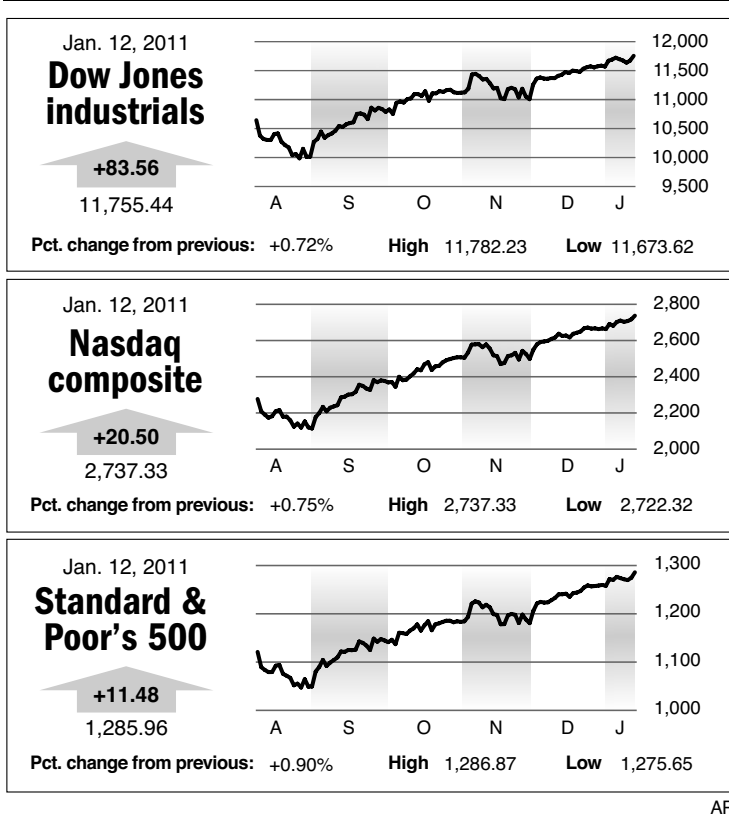 Jan. 12, 2011
Dow Jones
industrials
+83.56
11,755.44
12,000
11,500
11,000
10,500
10,000
9,500
A S O N D J
Pct. change from previous: +0.72% High 11,782.23 Low 11,673.62
Jan. 12, 2011
Nasdaq
composite
+20.50
2,737.33
2,800
2,600
2,400
2,200
2,000
A S O N D J
Pct. change from previous: +0.75% High 2,737.33 Low 2,722.32
Jan. 12, 2011
Standard &
Poor's 500
+11.48
1,285.96
1,300
1,200
1,100
1,000
A S O N D J
Pct. change from previous: +0.90% High 1,286.87 Low 1,275.65